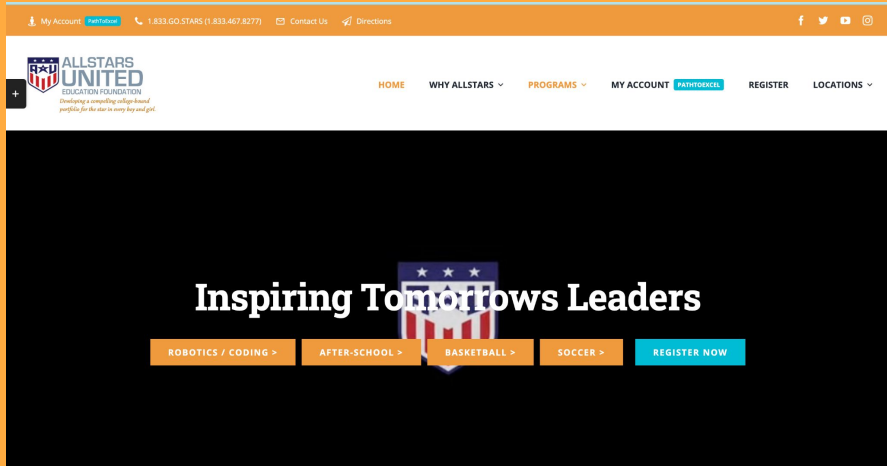 My Account PathToExcel 1.833.GO.STARS (1.833.467.8277) Contact Us Directions
ALLSTARS
UNITED
EDUCATION FOUNDATION
Developing a compelling college-bound
portfolio for the star in every boy and girl.
+
HOME WHY ALLSTARS PROGRAMS MY ACCOUNT PATHTOEXCEL REGISTER LOCATIONS
Inspiring Tomorrows Leaders
ROBOTICS / CODING > AFTER-SCHOOL > BASKETBALL > SOCCER > REGISTER NOW